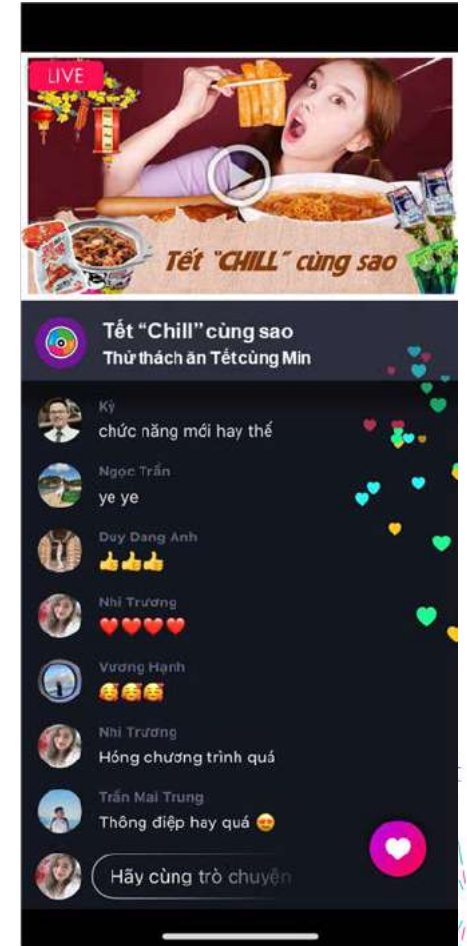 LIVE
Tết "CHILL" cùng sao
Tết “Chill” cùng sao
Thử thách ăn Tết cùng Min
Kỳ
chức năng mới hay thế
Ngọc Trần
ye ye
Duy Dang Anh
👍👍👍
Nhi Trương
❤️❤️❤️❤️
Vương Hạnh
🥰🥰🥰
Nhi Trương
Hóng chương trình quá
Trần Mai Trung
Thông điệp hay quá 😍
Hãy cùng trò chuyện